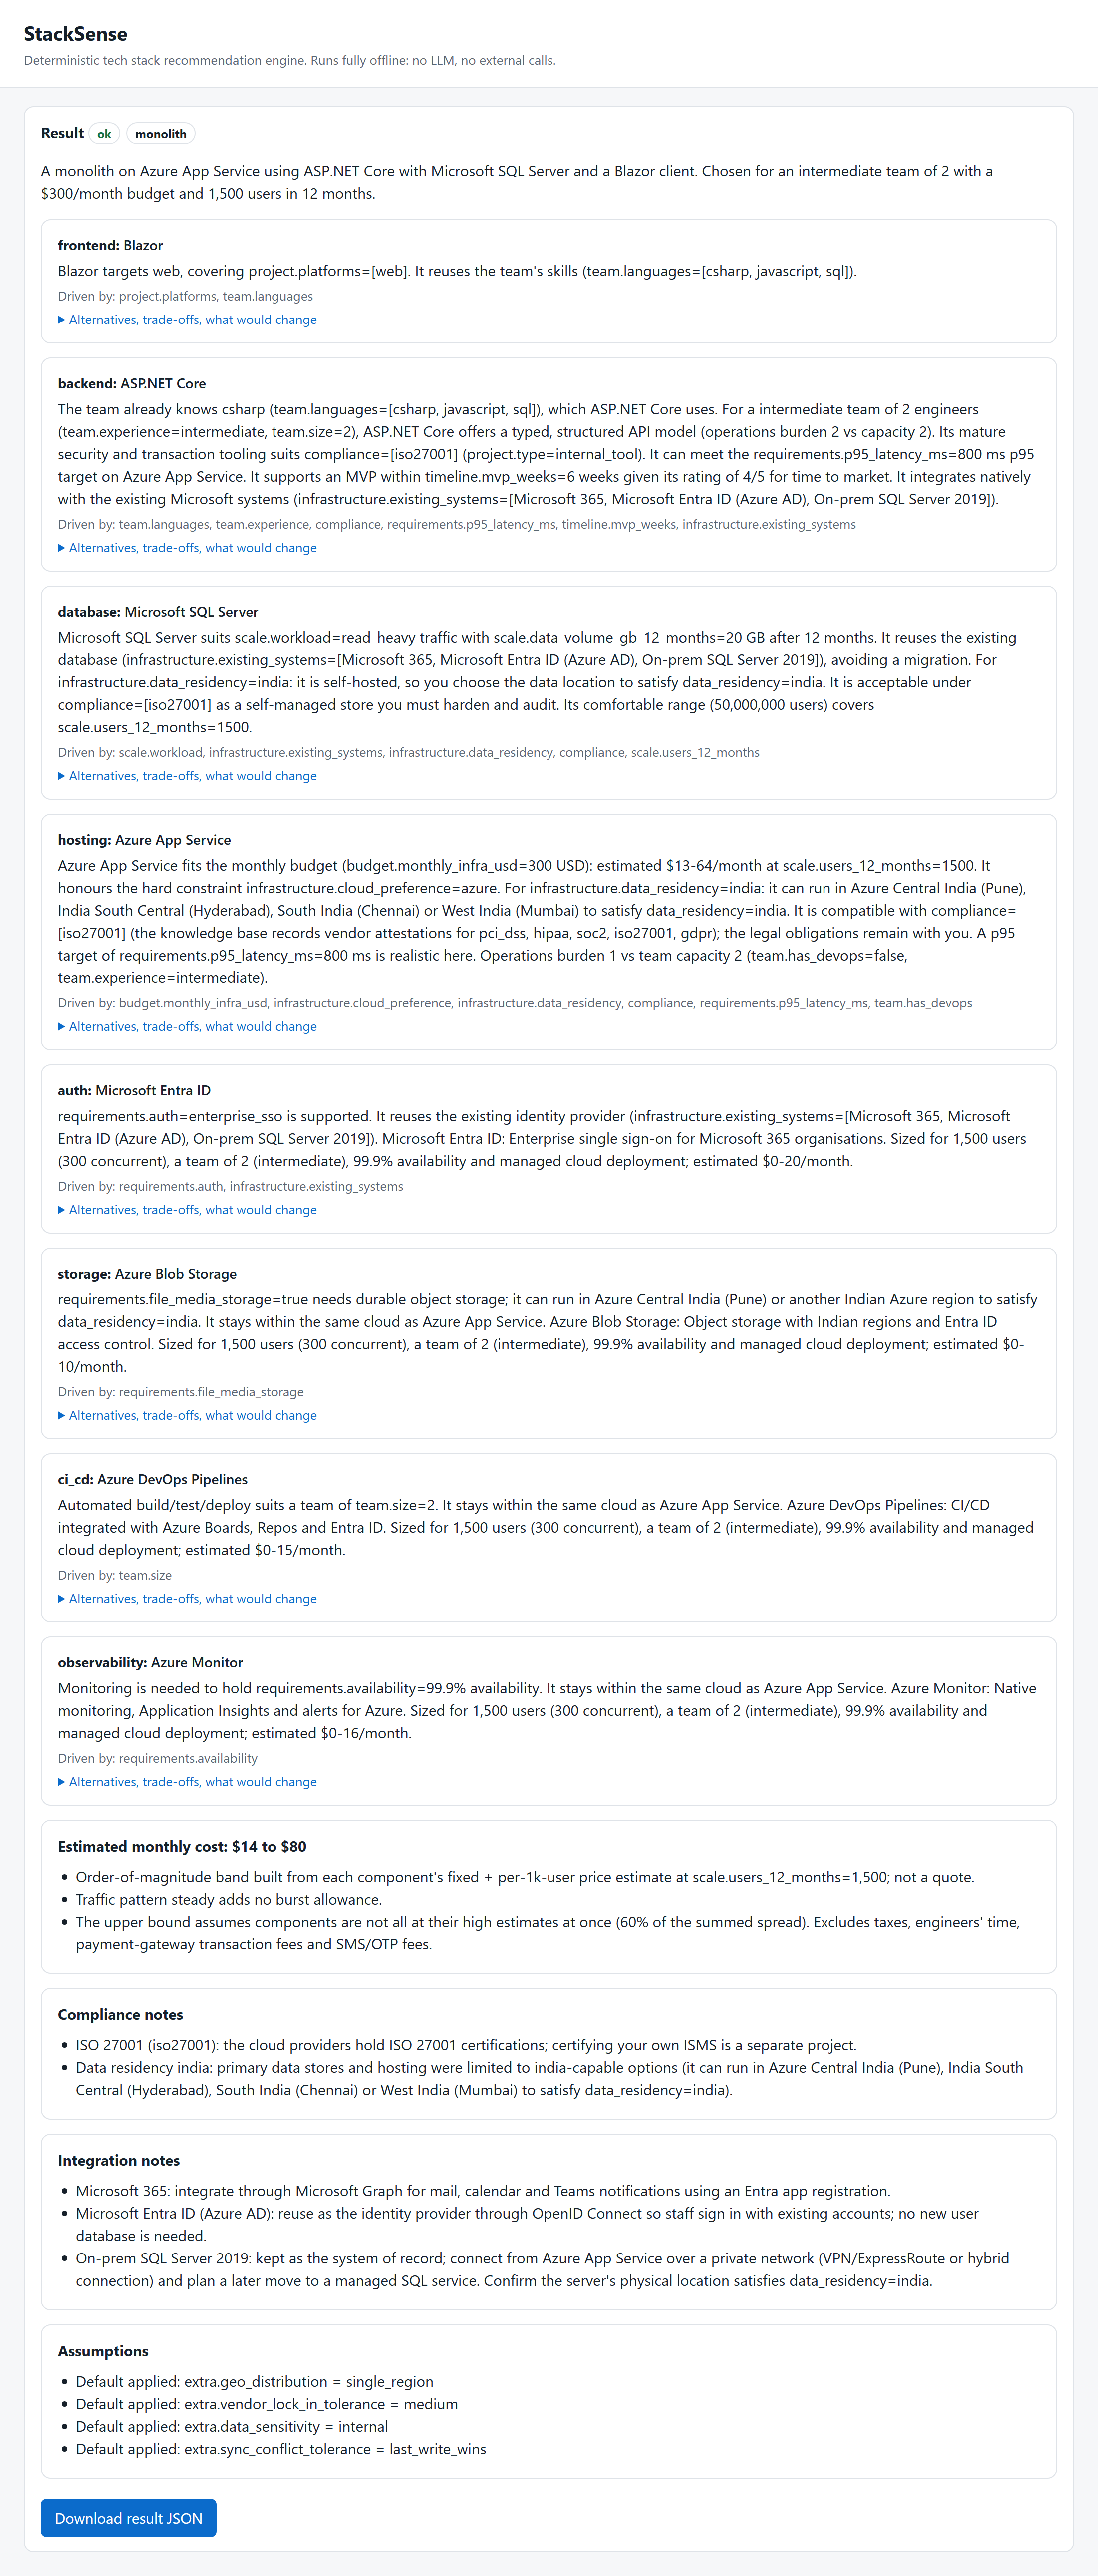 StackSense
Deterministic tech stack recommendation engine. Runs fully offline: no LLM, no external calls.
Result ok monolith
A monolith on Azure App Service using ASP.NET Core with Microsoft SQL Server and a Blazor client. Chosen for an intermediate team of 2 with a
$300/month budget and 1,500 users in 12 months.
frontend: Blazor
Blazor targets web, covering project.platforms=[web]. It reuses the team's skills (team.languages=[csharp, javascript, sql]).
Driven by: project.platforms, team.languages
▶ Alternatives, trade-offs, what would change
backend: ASP.NET Core
The team already knows csharp (team.languages=[csharp, javascript, sql]), which ASP.NET Core uses. For a intermediate team of 2 engineers
(team.experience=intermediate, team.size=2), ASP.NET Core offers a typed, structured API model (operations burden 2 vs capacity 2). Its mature
security and transaction tooling suits compliance=[iso27001] (project.type=internal_tool). It can meet the requirements.p95_latency_ms=800 ms p95
target on Azure App Service. It supports an MVP within timeline.mvp_weeks=6 weeks given its rating of 4/5 for time to market. It integrates natively
with the existing Microsoft systems (infrastructure.existing_systems=[Microsoft 365, Microsoft Entra ID (Azure AD), On-prem SQL Server 2019]).
Driven by: team.languages, team.experience, compliance, requirements.p95_latency_ms, timeline.mvp_weeks, infrastructure.existing_systems
▶ Alternatives, trade-offs, what would change
database: Microsoft SQL Server
Microsoft SQL Server suits scale.workload=read_heavy traffic with scale.data_volume_gb_12_months=20 GB after 12 months. It reuses the existing
database (infrastructure.existing_systems=[Microsoft 365, Microsoft Entra ID (Azure AD), On-prem SQL Server 2019]), avoiding a migration. For
infrastructure.data_residency=india: it is self-hosted, so you choose the data location to satisfy data_residency=india. It is acceptable under
compliance=[iso27001] as a self-managed store you must harden and audit. Its comfortable range (50,000,000 users) covers
scale.users_12_months=1500.
Driven by: scale.workload, infrastructure.existing_systems, infrastructure.data_residency, compliance, scale.users_12_months
▶ Alternatives, trade-offs, what would change
hosting: Azure App Service
Azure App Service fits the monthly budget (budget.monthly_infra_usd=300 USD): estimated $13-64/month at scale.users_12_months=1500. It
honours the hard constraint infrastructure.cloud_preference=azure. For infrastructure.data_residency=india: it can run in Azure Central India (Pune),
India South Central (Hyderabad), South India (Chennai) or West India (Mumbai) to satisfy data_residency=india. It is compatible with compliance=
[iso27001] (the knowledge base records vendor attestations for pci_dss, hipaa, soc2, iso27001, gdpr); the legal obligations remain with you. A p95
target of requirements.p95_latency_ms=800 ms is realistic here. Operations burden 1 vs team capacity 2 (team.has_devops=false,
team.experience=intermediate).
Driven by: budget.monthly_infra_usd, infrastructure.cloud_preference, infrastructure.data_residency, compliance, requirements.p95_latency_ms, team.has_devops
▶ Alternatives, trade-offs, what would change
auth: Microsoft Entra ID
requirements.auth=enterprise_sso is supported. It reuses the existing identity provider (infrastructure.existing_systems=[Microsoft 365, Microsoft
Entra ID (Azure AD), On-prem SQL Server 2019]). Microsoft Entra ID: Enterprise single sign-on for Microsoft 365 organisations. Sized for 1,500 users
(300 concurrent), a team of 2 (intermediate), 99.9% availability and managed cloud deployment; estimated $0-20/month.
Driven by: requirements.auth, infrastructure.existing_systems
▶ Alternatives, trade-offs, what would change
storage: Azure Blob Storage
requirements.file_media_storage=true needs durable object storage; it can run in Azure Central India (Pune) or another Indian Azure region to satisfy
data_residency=india. It stays within the same cloud as Azure App Service. Azure Blob Storage: Object storage with Indian regions and Entra ID
access control. Sized for 1,500 users (300 concurrent), a team of 2 (intermediate), 99.9% availability and managed cloud deployment; estimated $0-
10/month.
Driven by: requirements.file_media_storage
▶ Alternatives, trade-offs, what would change
ci_cd: Azure DevOps Pipelines
Automated build/test/deploy suits a team of team.size=2. It stays within the same cloud as Azure App Service. Azure DevOps Pipelines: CI/CD
integrated with Azure Boards, Repos and Entra ID. Sized for 1,500 users (300 concurrent), a team of 2 (intermediate), 99.9% availability and managed
cloud deployment; estimated $0-15/month.
Driven by: team.size
▶ Alternatives, trade-offs, what would change
observability: Azure Monitor
Monitoring is needed to hold requirements.availability=99.9% availability. It stays within the same cloud as Azure App Service. Azure Monitor: Native
monitoring, Application Insights and alerts for Azure. Sized for 1,500 users (300 concurrent), a team of 2 (intermediate), 99.9% availability and
managed cloud deployment; estimated $0-16/month.
Driven by: requirements.availability
▶ Alternatives, trade-offs, what would change
Estimated monthly cost: $14 to $80
• Order-of-magnitude band built from each component's fixed + per-1k-user price estimate at scale.users_12_months=1,500; not a quote.
• Traffic pattern steady adds no burst allowance.
• The upper bound assumes components are not all at their high estimates at once (60% of the summed spread). Excludes taxes, engineers' time,
payment-gateway transaction fees and SMS/OTP fees.
Compliance notes
• ISO 27001 (iso27001): the cloud providers hold ISO 27001 certifications; certifying your own ISMS is a separate project.
• Data residency india: primary data stores and hosting were limited to india-capable options (it can run in Azure Central India (Pune), India South
Central (Hyderabad), South India (Chennai) or West India (Mumbai) to satisfy data_residency=india).
Integration notes
• Microsoft 365: integrate through Microsoft Graph for mail, calendar and Teams notifications using an Entra app registration.
• Microsoft Entra ID (Azure AD): reuse as the identity provider through OpenID Connect so staff sign in with existing accounts; no new user
database is needed.
• On-prem SQL Server 2019: kept as the system of record; connect from Azure App Service over a private network (VPN/ExpressRoute or hybrid
connection) and plan a later move to a managed SQL service. Confirm the server's physical location satisfies data_residency=india.
Assumptions
• Default applied: extra.geo_distribution = single_region
• Default applied: extra.vendor_lock_in_tolerance = medium
• Default applied: extra.data_sensitivity = internal
• Default applied: extra.sync_conflict_tolerance = last_write_wins
Download result JSON